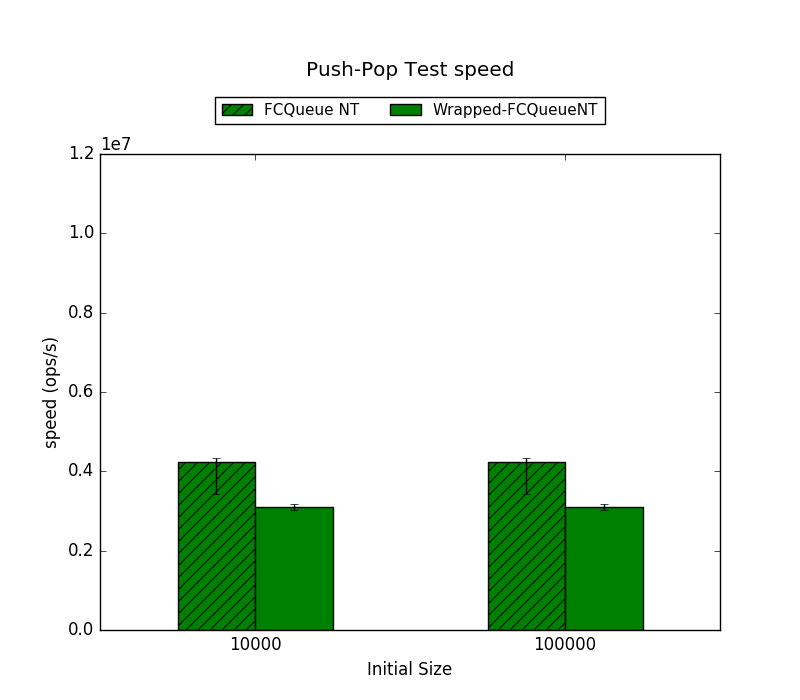 Push-Pop Test speed
FCQueue NT
Wrapped-FCQueueNT
1e7
1.2
1.0
0.8
0.6
0.4
0.2
0.0
speed (ops/s)
10000
100000
Initial Size